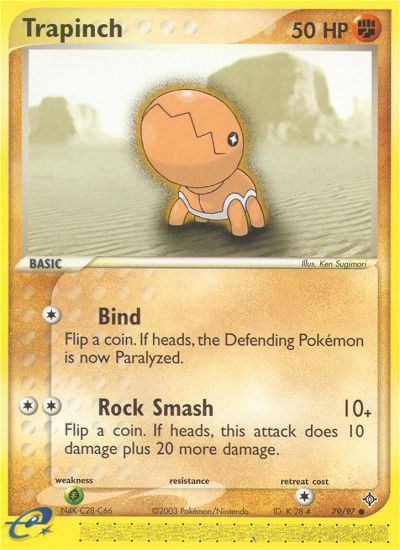 Trapinch 50 HP
Illus. Ken Sugimori
BASIC
Bind
Flip a coin. If heads, the Defending Pokémon
is now Paralyzed.
Rock Smash 10+
Flip a coin. If heads, this attack does 10
damage plus 20 more damage.
weakness resistance retreat cost
N4K-C28-C66 ©2003 Pokémon/Nintendo ID: K 28 # 79/97 ●
e